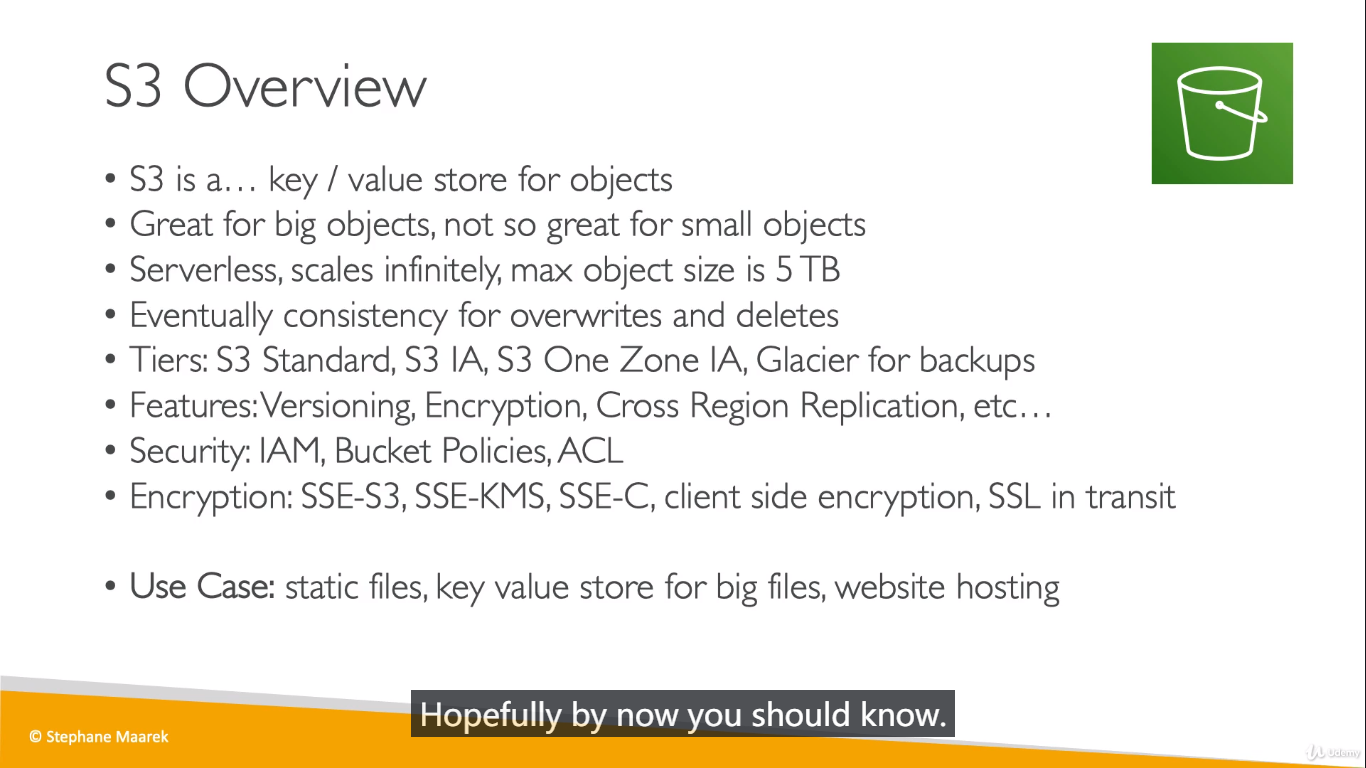 S3 Overview
• S3 is a… key / value store for objects
• Great for big objects, not so great for small objects
• Serverless, scales infinitely, max object size is 5 TB
• Eventually consistency for overwrites and deletes
• Tiers: S3 Standard, S3 IA, S3 One Zone IA, Glacier for backups
• Features: Versioning, Encryption, Cross Region Replication, etc…
• Security: IAM, Bucket Policies, ACL
• Encryption: SSE-S3, SSE-KMS, SSE-C, client side encryption, SSL in transit
• Use Case: static files, key value store for big files, website hosting
Hopefully by now you should know.
© Stephane Maarek
Udemy